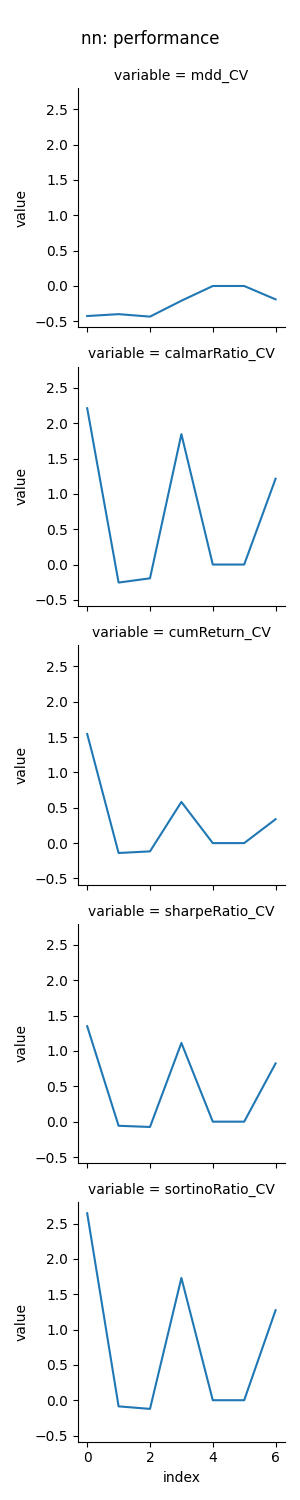 nn: performance
variable = mdd_CV
2.5
2.0
1.5
1.0
0.5
0.0
−0.5
value
variable = calmarRatio_CV
2.5
2.0
1.5
1.0
0.5
0.0
−0.5
value
variable = cumReturn_CV
2.5
2.0
1.5
1.0
0.5
0.0
−0.5
value
variable = sharpeRatio_CV
2.5
2.0
1.5
1.0
0.5
0.0
−0.5
value
variable = sortinoRatio_CV
2.5
2.0
1.5
1.0
0.5
0.0
−0.5
value
0 2 4 6
index